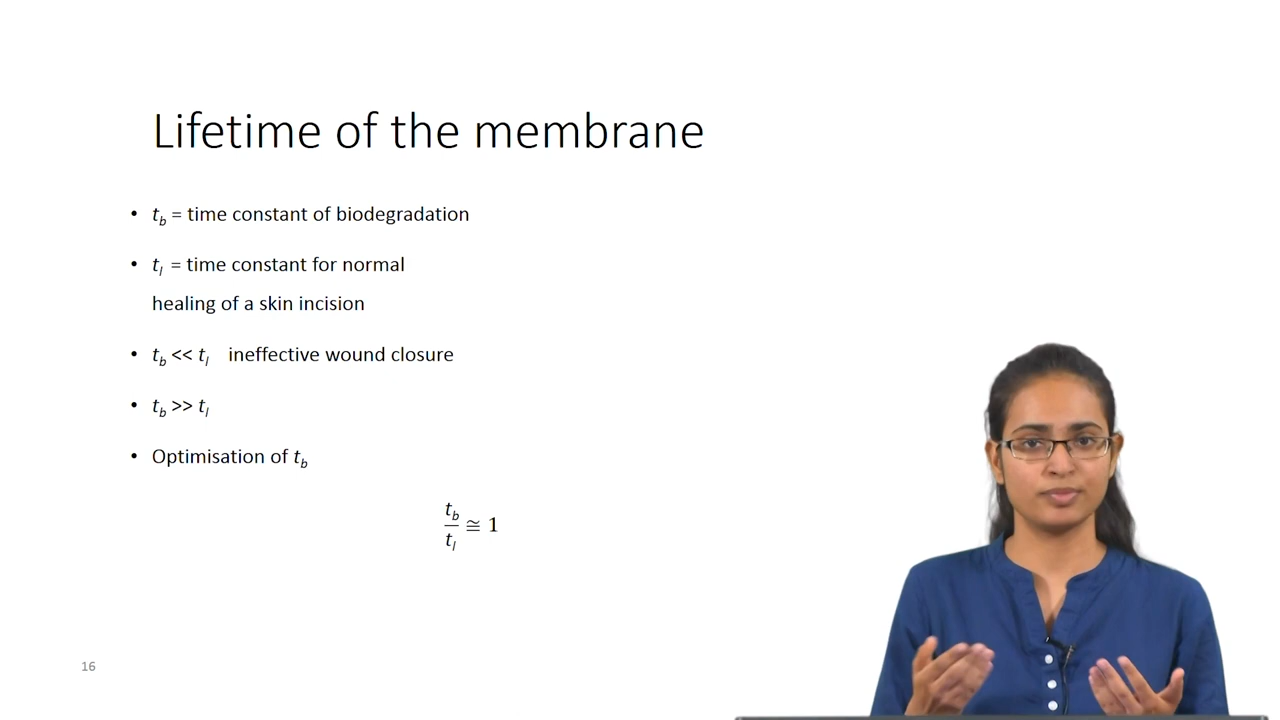 Lifetime of the membrane
• t_b = time constant of biodegradation
• t_l = time constant for normal
healing of a skin incision
• t_b << t_l ineffective wound closure
• t_b >> t_l
• Optimisation of t_b
t_b / t_l ≅ 1
16